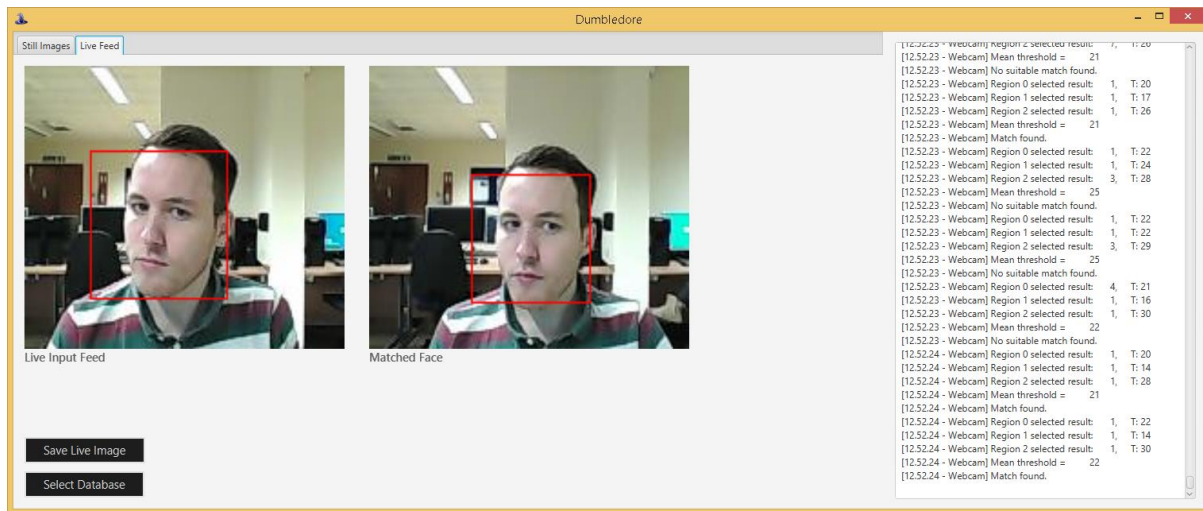 Dumbledore
Still Images
Live Feed
Live Input Feed
Matched Face
Save Live Image
Select Database
[12.52.23 - Webcam] Region 2 selected result: 7, T: 26
[12.52.23 - Webcam] Mean threshold = 21
[12.52.23 - Webcam] No suitable match found.
[12.52.23 - Webcam] Region 0 selected result: 1, T: 20
[12.52.23 - Webcam] Region 1 selected result: 1, T: 17
[12.52.23 - Webcam] Region 2 selected result: 1, T: 26
[12.52.23 - Webcam] Mean threshold = 21
[12.52.23 - Webcam] Match found.
[12.52.23 - Webcam] Region 0 selected result: 1, T: 22
[12.52.23 - Webcam] Region 1 selected result: 1, T: 24
[12.52.23 - Webcam] Region 2 selected result: 3, T: 28
[12.52.23 - Webcam] Mean threshold = 25
[12.52.23 - Webcam] No suitable match found.
[12.52.23 - Webcam] Region 0 selected result: 1, T: 22
[12.52.23 - Webcam] Region 1 selected result: 1, T: 22
[12.52.23 - Webcam] Region 2 selected result: 3, T: 29
[12.52.23 - Webcam] Mean threshold = 25
[12.52.23 - Webcam] No suitable match found.
[12.52.23 - Webcam] Region 0 selected result: 4, T: 21
[12.52.23 - Webcam] Region 1 selected result: 1, T: 16
[12.52.23 - Webcam] Region 2 selected result: 1, T: 30
[12.52.23 - Webcam] Mean threshold = 22
[12.52.23 - Webcam] No suitable match found.
[12.52.24 - Webcam] Region 0 selected result: 1, T: 20
[12.52.24 - Webcam] Region 1 selected result: 1, T: 14
[12.52.24 - Webcam] Region 2 selected result: 1, T: 28
[12.52.24 - Webcam] Mean threshold = 21
[12.52.24 - Webcam] Match found.
[12.52.24 - Webcam] Region 0 selected result: 1, T: 22
[12.52.24 - Webcam] Region 1 selected result: 1, T: 14
[12.52.24 - Webcam] Region 2 selected result: 1, T: 30
[12.52.24 - Webcam] Mean threshold = 22
[12.52.24 - Webcam] Match found.